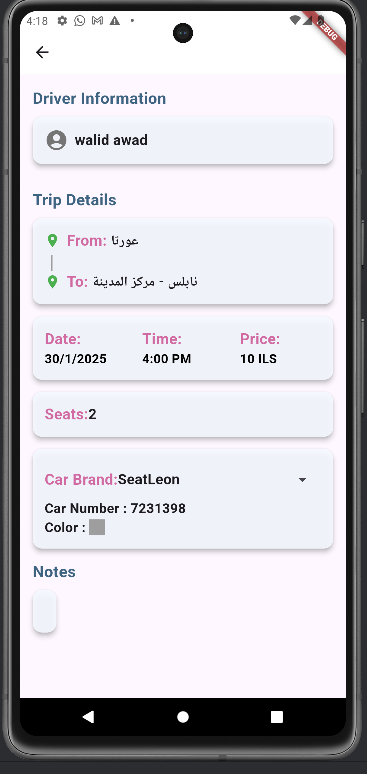 4:18
DEBUG
Driver Information
walid awad
Trip Details
From: عورتا
To: نابلس - مركز المدينة
Date: Time: Price:
30/1/2025 4:00 PM 10 ILS
Seats:2
Car Brand:SeatLeon
Car Number : 7231398
Color :
Notes